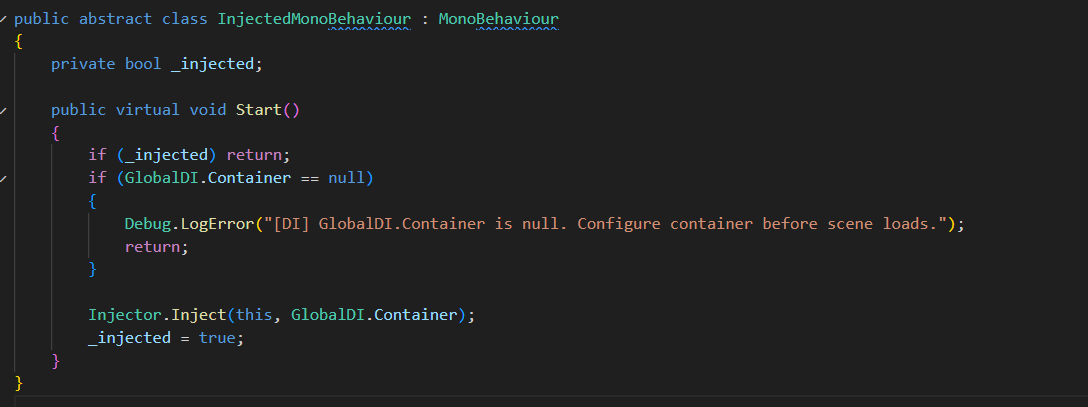 public abstract class InjectedMonoBehaviour : MonoBehaviour
{
    private bool _injected;

    public virtual void Start()
    {
        if (_injected) return;
        if (GlobalDI.Container == null)
        {
            Debug.LogError("[DI] GlobalDI.Container is null. Configure container before scene loads.");
            return;
        }

        Injector.Inject(this, GlobalDI.Container);
        _injected = true;
    }
}